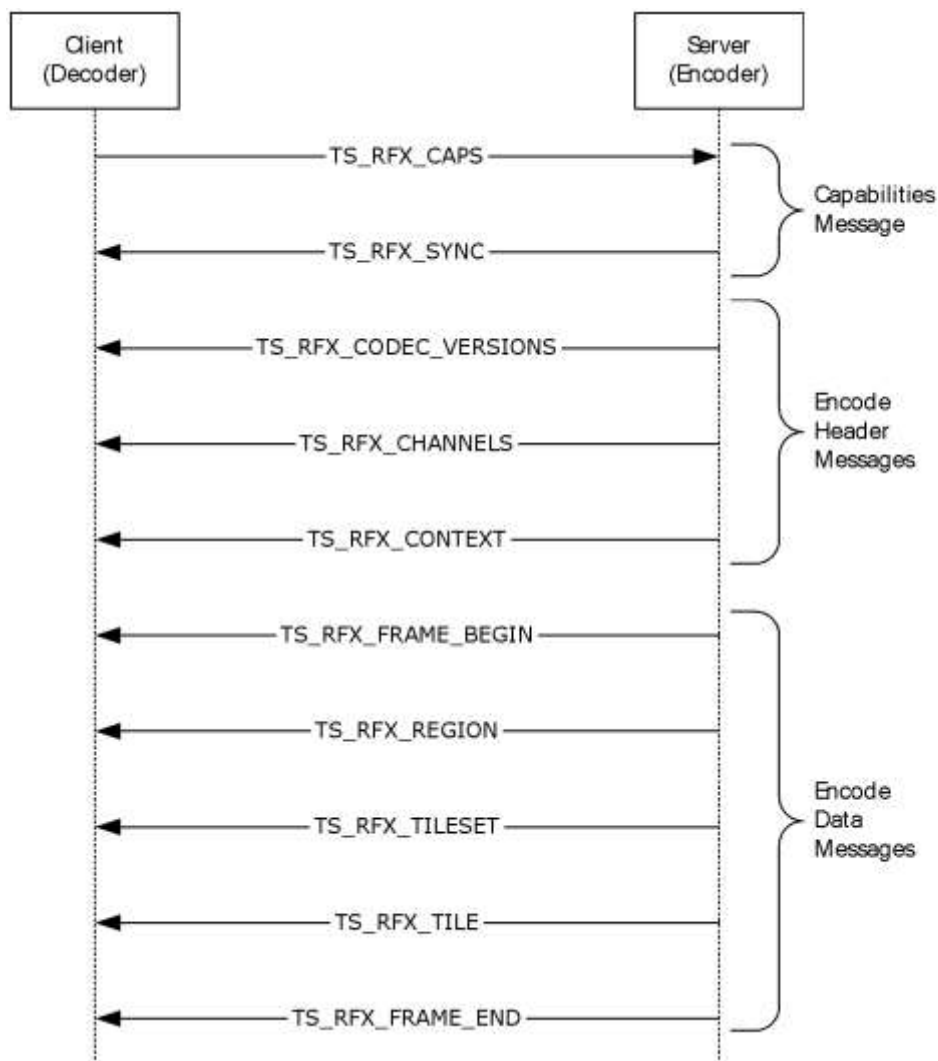 Client
(Decoder)
Server
(Encoder)
TS_RFX_CAPS
Capabilities
Message
TS_RFX_SYNC
TS_RFX_CODEC_VERSIONS
TS_RFX_CHANNELS
Encode
Header
Messages
TS_RFX_CONTEXT
TS_RFX_FRAME_BEGIN
TS_RFX_REGION
TS_RFX_TILESET
Encode
Data
Messages
TS_RFX_TILE
TS_RFX_FRAME_END